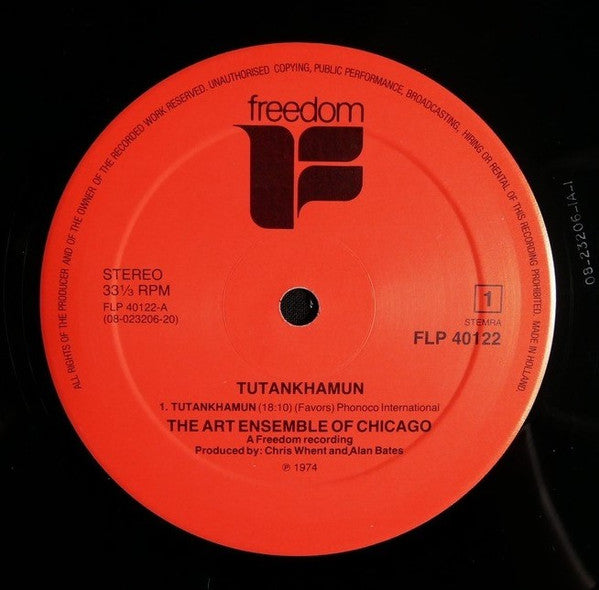 ALL RIGHTS OF THE PRODUCER AND OF THE OWNER OF THE RECORDED WORK RESERVED. UNAUTHORISED COPYING, PUBLIC PERFORMANCE, BROADCASTING, HIRING OR RENTAL OF THIS RECORDING PROHIBITED. MADE IN HOLLAND
freedom
F
STEREO
33⅓ RPM
FLP 40122-A
(08-023206-20)
1
STEMRA
FLP 40122
08-23206-1A-1
TUTANKHAMUN
1. TUTANKHAMUN (18:10) (Favors) Phonoco International
THE ART ENSEMBLE OF CHICAGO
A Freedom recording
Produced by: Chris Whent and Alan Bates
℗ 1974